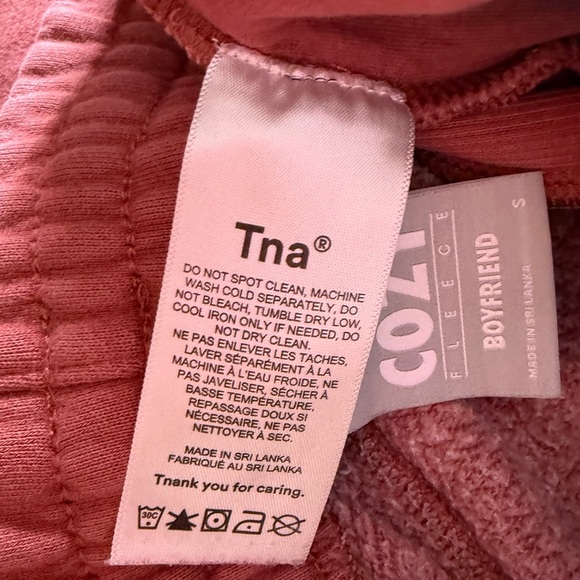 Tna®
DO NOT SPOT CLEAN, MACHINE
WASH COLD SEPARATELY, DO
NOT BLEACH, TUMBLE DRY LOW,
COOL IRON ONLY IF NEEDED, DO
NOT DRY CLEAN.
NE PAS ENLEVER LES TACHES,
LAVER SÉPARÉMENT À LA
MACHINE À L'EAU FROIDE, NE
PAS JAVELISER, SÉCHER À
BASSE TEMPÉRATURE,
REPASSAGE DOUX SI
NÉCESSAIRE, NE PAS
NETTOYER À SEC.
MADE IN SRI LANKA
FABRIQUÉ AU SRI LANKA
Tnank you for caring.
30C
COZY
FLEECE
BOYFRIEND
MADE IN SRI LANKA
S